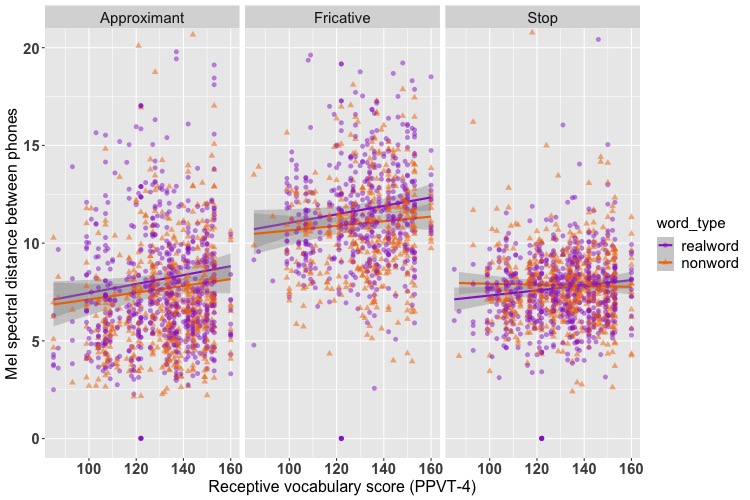 Approximant
Fricative
Stop
Mel spectral distance between phones
20
15
10
5
0
100 120 140 160
100 120 140 160
100 120 140 160
Receptive vocabulary score (PPVT-4)
word_type
realword
nonword